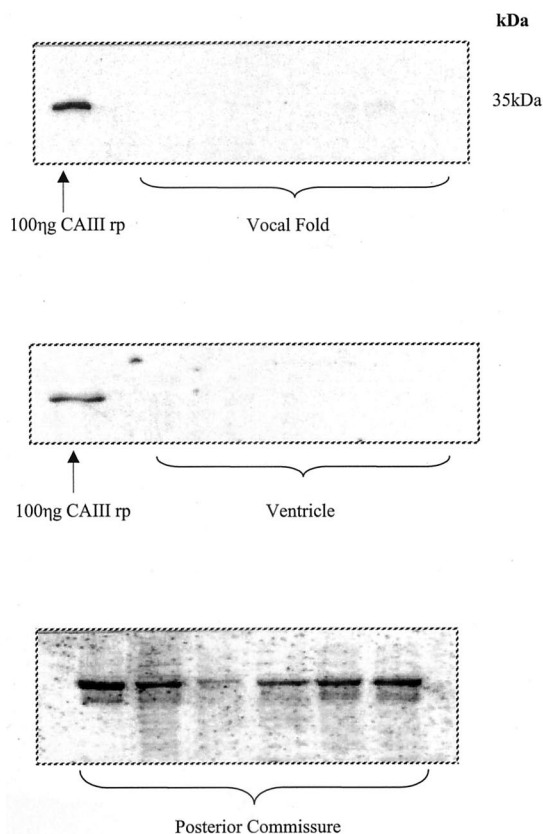 kDa
35kDa
100ηg CAIII rp
Vocal Fold
100ηg CAIII rp
Ventricle
Posterior Commissure